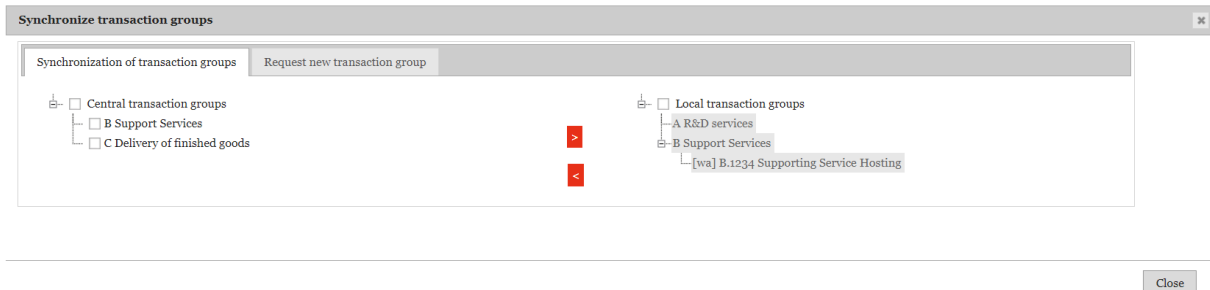 Synchronize transaction groups
Synchronization of transaction groups Request new transaction group
Central transaction groups
B Support Services
C Delivery of finished goods
>
<
Local transaction groups
A R&D services
B Support Services
[wa] B.1234 Supporting Service Hosting
Close